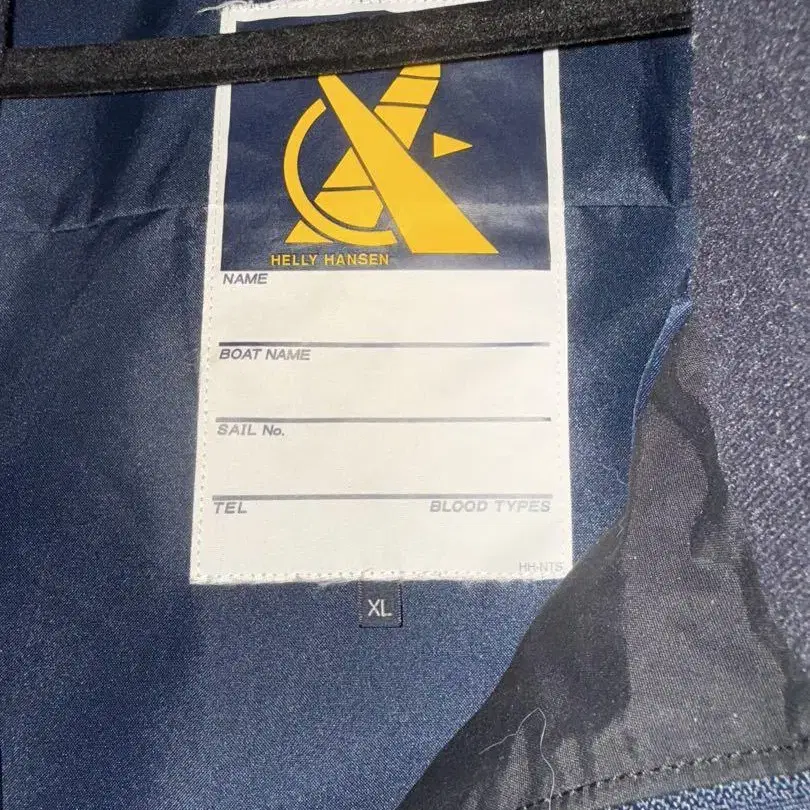 HELLY HANSEN
NAME
BOAT NAME
SAIL No.
TEL BLOOD TYPES
HH-NTS
XL